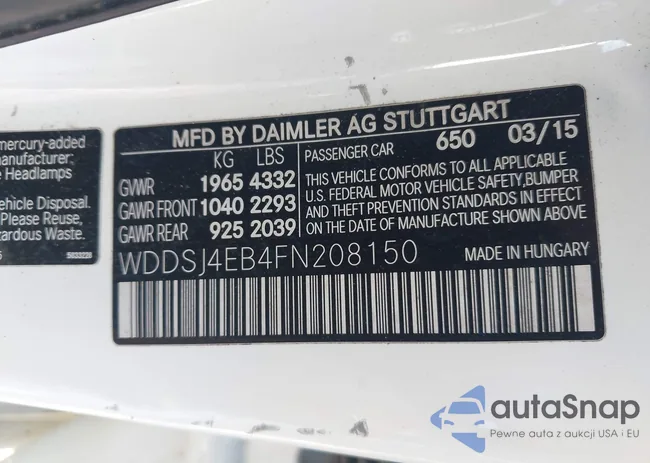 mercury-added
manufacturer:
e Headlamps
ehicle Disposal.
Please Reuse,
zardous Waste.
MFD BY DAIMLER AG STUTTGART
KG LBS PASSENGER CAR 650 03/15
GVWR 1965 4332
GAWR FRONT 1040 2293
GAWR REAR 925 2039
THIS VEHICLE CONFORMS TO ALL APPLICABLE
U.S. FEDERAL MOTOR VEHICLE SAFETY,BUMPER
AND THEFT PREVENTION STANDARDS IN EFFECT
ON DATE OF MANUFACTURE SHOWN ABOVE
WDDSJ4EB4FN208150 MADE IN HUNGARY
autaSnap
Pewne auta z aukcji USA i EU